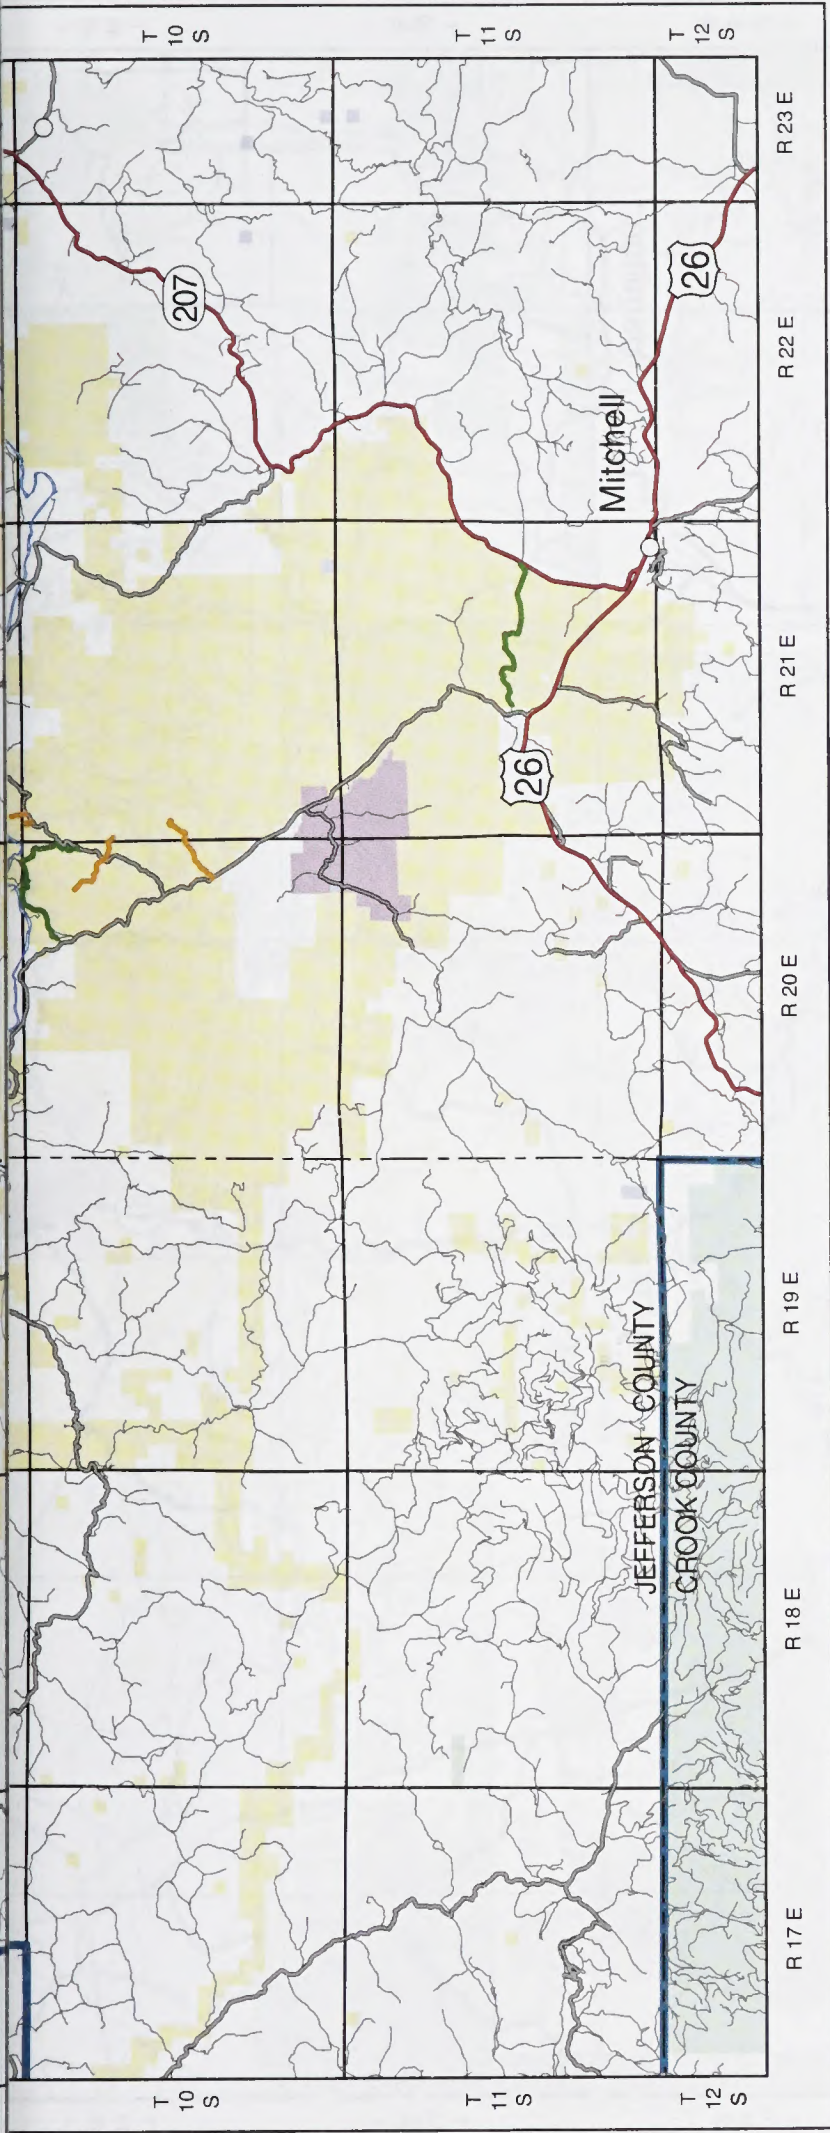 T
10
S
T
11
S
T
12
S
R 23 E
R 22 E
R 21 E
R 20 E
R 19 E
R 18 E
R 17 E
207
26
Mitchell
26
JEFFERSON COUNTY
CROOK COUNTY
T
10
S
T
11
S
T
12
S